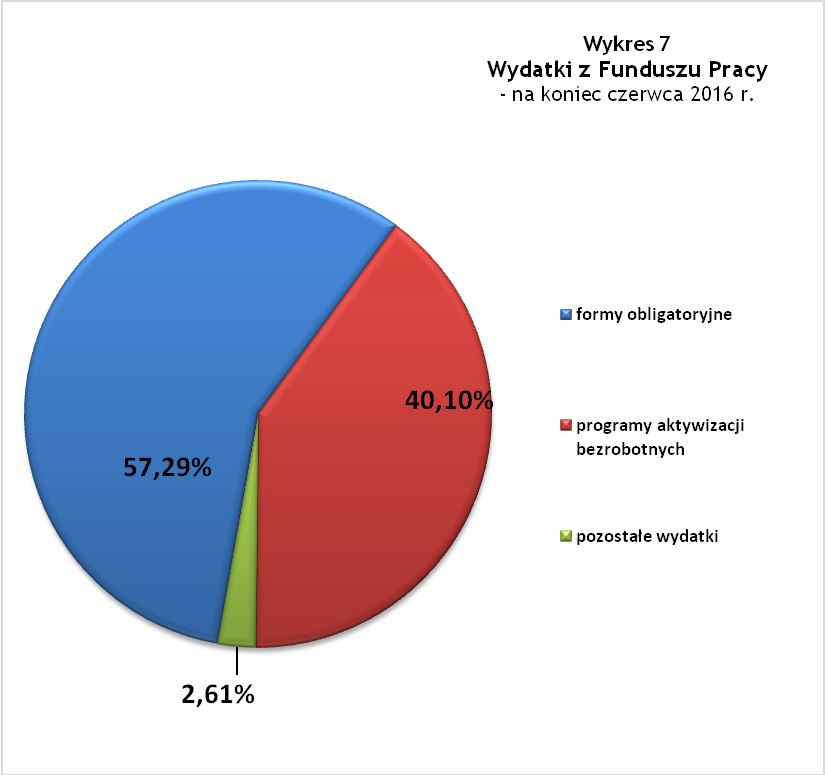 Wykres 7
Wydatki z Funduszu Pracy
- na koniec czerwca 2016 r.
40,10%
57,29%
2,61%
formy obligatoryjne
programy aktywizacji
bezrobotnych
pozostałe wydatki